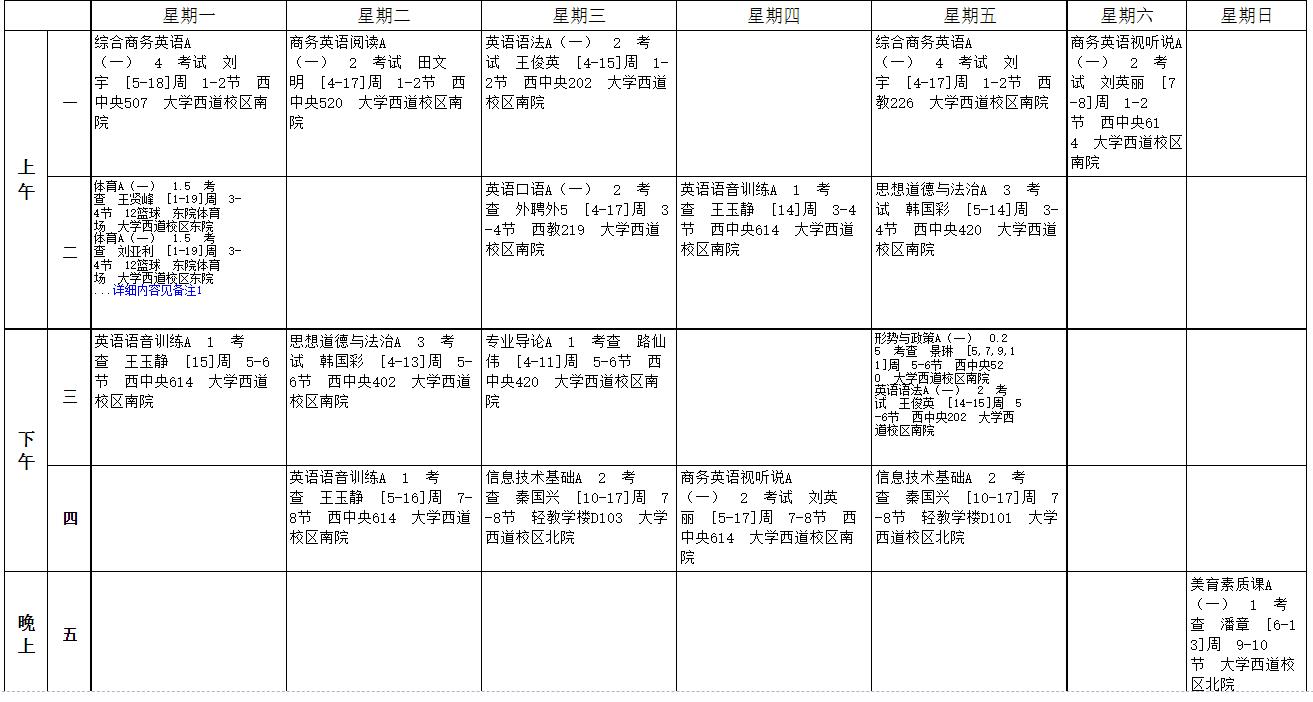 星期一 星期二 星期三 星期四 星期五 星期六 星期日
上
午
一
综合商务英语A
（一） 4 考试 刘
宇 [5-18]周 1-2节 西
中央507 大学西道校区南
院
商务英语阅读A
（一） 2 考试 田文
明 [4-17]周 1-2节 西
中央520 大学西道校区南
院
英语语法A（一） 2 考
试 王俊英 [4-15]周 1-
2节 西中央202 大学西道
校区南院
综合商务英语A
（一） 4 考试 刘
宇 [4-17]周 1-2节 西
教226 大学西道校区南院
商务英语视听说A
（一） 2 考
试 刘英丽 [7
-8]周 1-2
节 西中央61
4 大学西道校区
南院
二
体育A（一） 1.5 考
查 王贤峰 [1-19]周 3-
4节 12篮球 东院体育
场 大学西道校区东院
体育A（一） 1.5 考
查 刘亚利 [1-19]周 3-
4节 12篮球 东院体育
场 大学西道校区东院
...详细内容见备注1
英语口语A（一） 2 考
查 外聘外5 [4-17]周 3
-4节 西教219 大学西道
校区南院
英语语音训练A 1 考
查 王玉静 [14]周 3-4
节 西中央614 大学西道
校区南院
思想道德与法治A 3 考
试 韩国彩 [5-14]周 3-
4节 西中央420 大学西道
校区南院
下
午
三
英语语音训练A 1 考
查 王玉静 [15]周 5-6
节 西中央614 大学西道
校区南院
思想道德与法治A 3 考
试 韩国彩 [4-13]周 5-
6节 西中央402 大学西道
校区南院
专业导论A 1 考查 路仙
伟 [4-11]周 5-6节 西
中央420 大学西道校区南
院
形势与政策A（一） 0.2
5 考查 景琳 [5,7,9,1
1]周 5-6节 西中央52
0 大学西道校区南院
英语语法A（一） 2 考
试 王俊英 [14-15]周 5
-6节 西中央202 大学西
道校区南院
四
英语语音训练A 1 考
查 王玉静 [5-16]周 7-
8节 西中央614 大学西道
校区南院
信息技术基础A 2 考
查 秦国兴 [10-17]周 7
-8节 轻教学楼D103 大学
西道校区北院
商务英语视听说A
（一） 2 考试 刘英
丽 [5-17]周 7-8节 西
中央614 大学西道校区南
院
信息技术基础A 2 考
查 秦国兴 [10-17]周 7
-8节 轻教学楼D101 大学
西道校区北院
晚
上
五
美育素质课A
（一） 1 考
查 潘章 [6-1
3]周 9-10
节 大学西道校
区北院